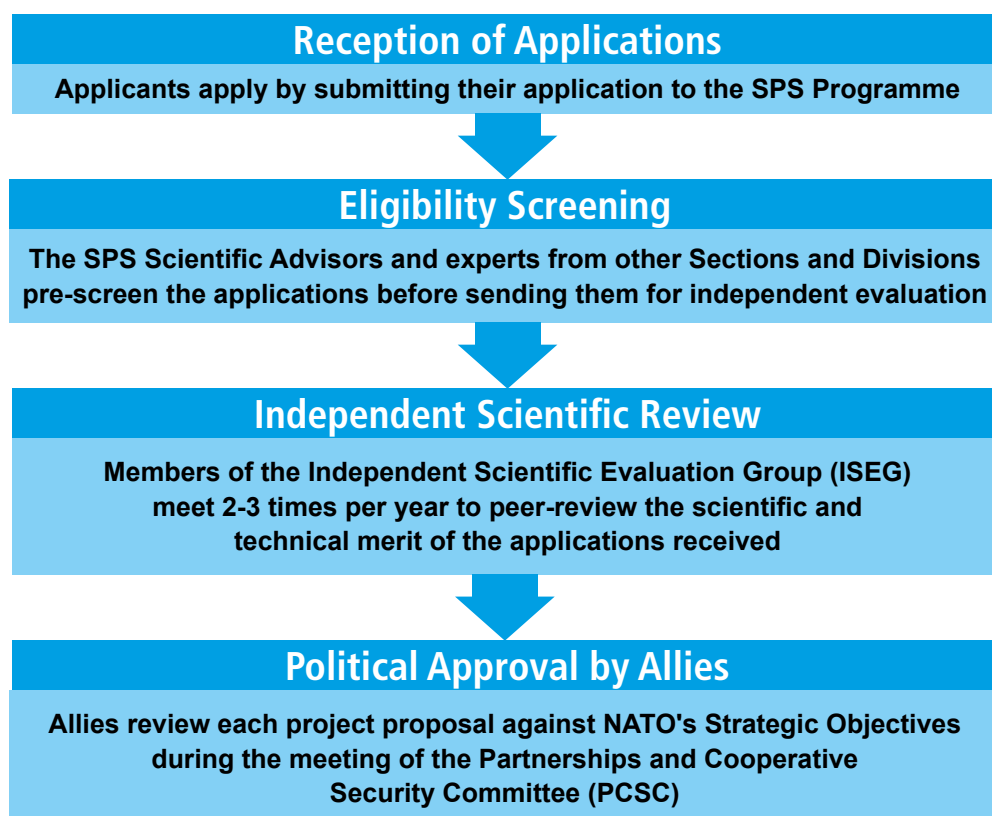 Reception of Applications
Applicants apply by submitting their application to the SPS Programme
Eligibility Screening
The SPS Scientific Advisors and experts from other Sections and Divisions
pre-screen the applications before sending them for independent evaluation
Independent Scientific Review
Members of the Independent Scientific Evaluation Group (ISEG)
meet 2-3 times per year to peer-review the scientific and
technical merit of the applications received
Political Approval by Allies
Allies review each project proposal against NATO's Strategic Objectives
during the meeting of the Partnerships and Cooperative
Security Committee (PCSC)